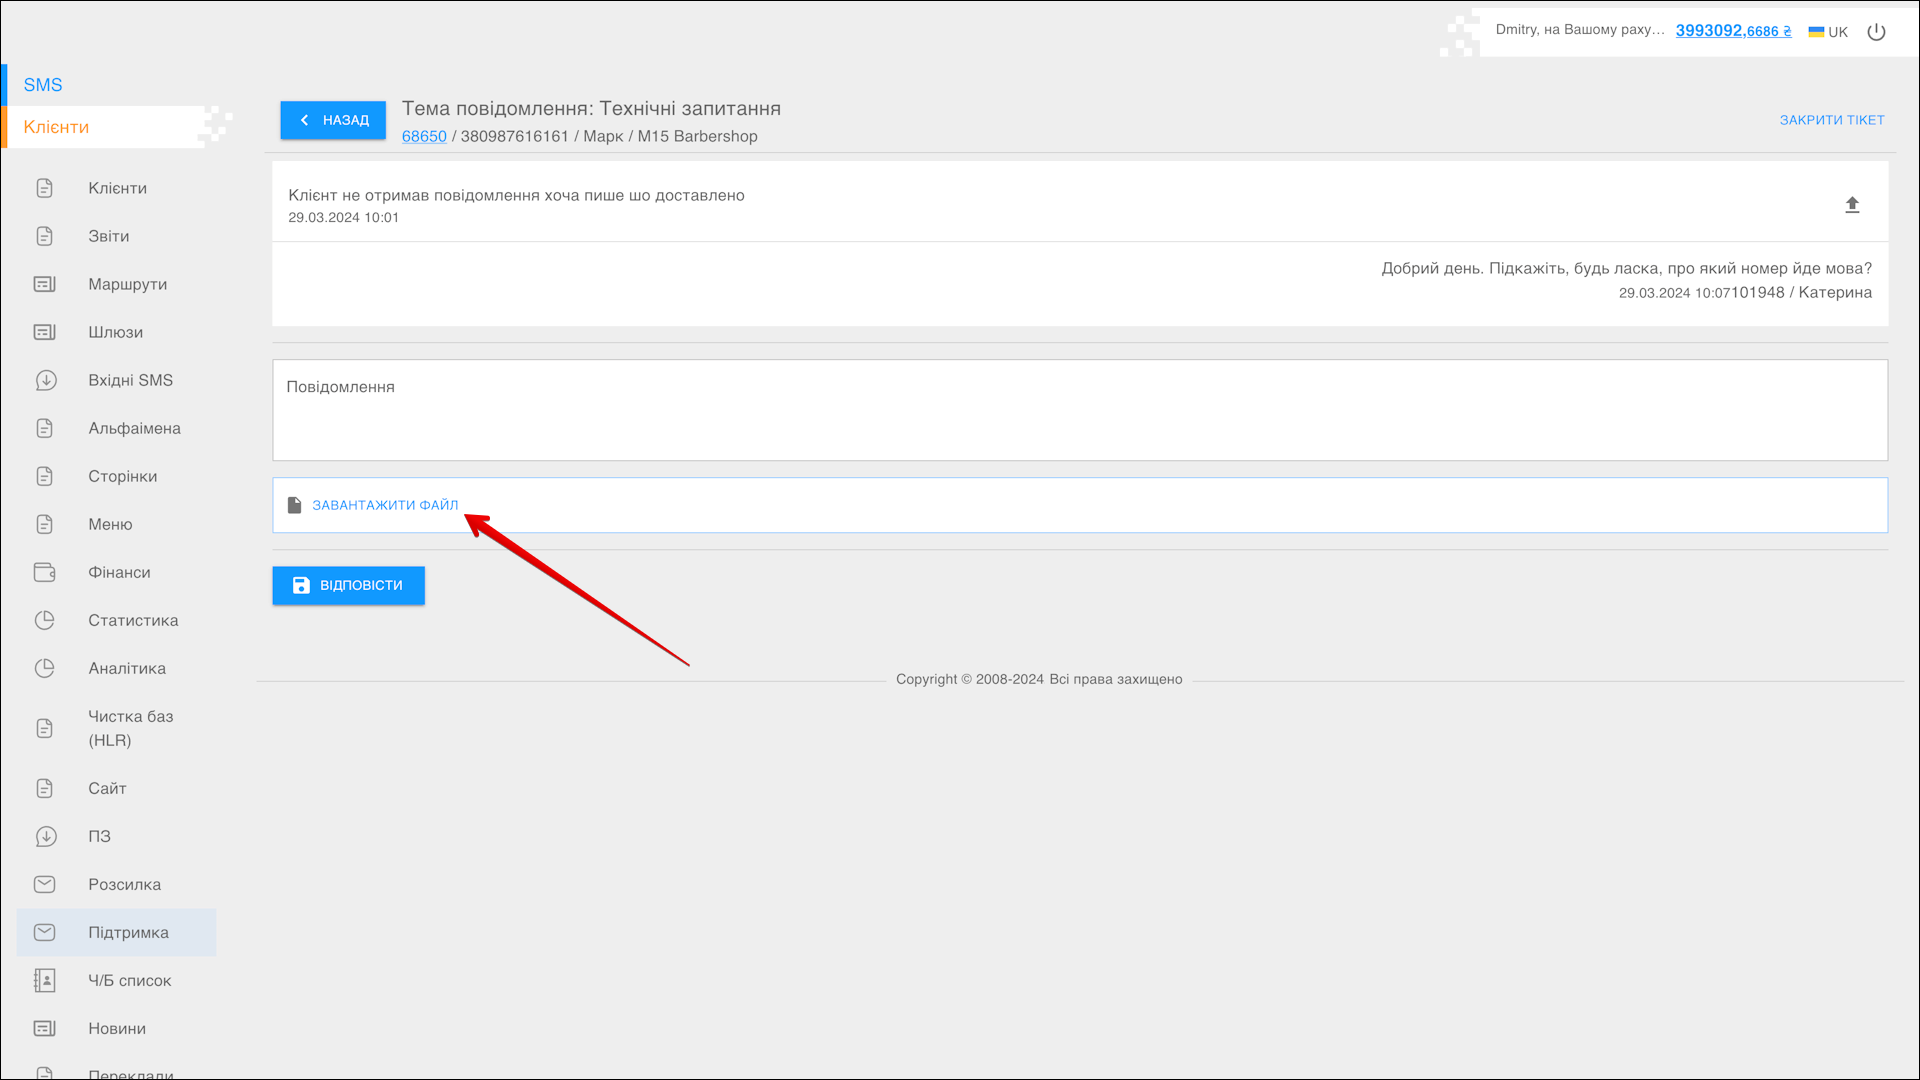 Dmitry, на Вашому раху... 3993092,6686 ₴ UK
SMS
Клієнти
Клієнти
Звіти
Маршрути
Шлюзи
Вхідні SMS
Альфаімена
Сторінки
Меню
Фінанси
Статистика
Аналітика
Чистка баз
(HLR)
Сайт
ПЗ
Розсилка
Підтримка
Ч/Б список
Новини
Переклади
НАЗАД
Тема повідомлення: Технічні запитання
68650 / 380987616161 / Марк / M15 Barbershop
ЗАКРИТИ ТІКЕТ
Клієнт не отримав повідомлення хоча пише шо доставлено
29.03.2024 10:01
Добрий день. Підкажіть, будь ласка, про який номер йде мова?
29.03.2024 10:07101948 / Катерина
Повідомлення
ЗАВАНТАЖИТИ ФАЙЛ
ВІДПОВІСТИ
Copyright © 2008-2024 Всі права захищено